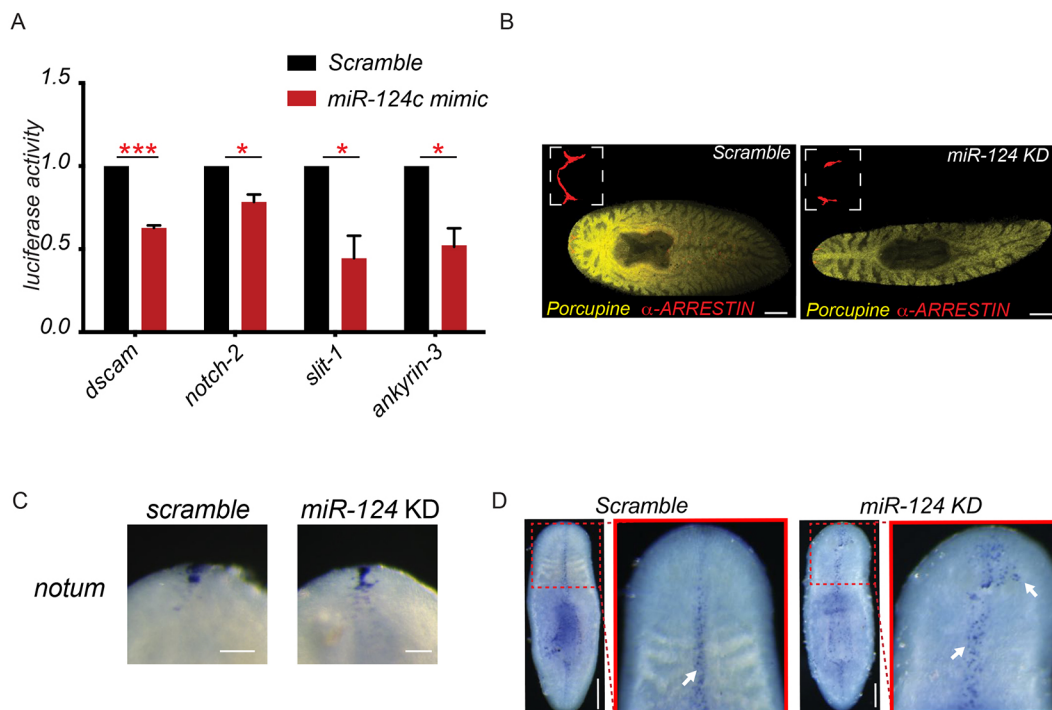 A
Scramble
miR-124c mimic
luciferase activity
1.5
1.0
0.5
0.0
***
*
*
*
dscam
notch-2
slit-1
ankyrin-3
B
Scramble
miR-124 KD
Porcupine α-ARRESTIN
Porcupine α-ARRESTIN
C
scramble
miR-124 KD
notum
D
Scramble
miR-124 KD